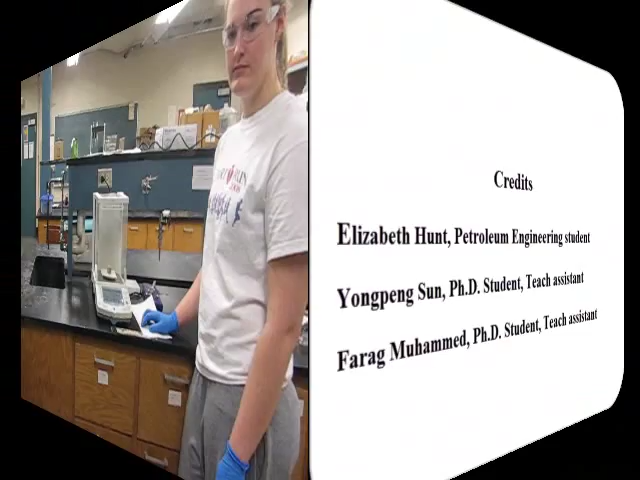 Credits
Elizabeth Hunt, Petroleum Engineering student
Yongpeng Sun, Ph.D. Student, Teach assistant
Farag Muhammed, Ph.D. Student, Teach assistant